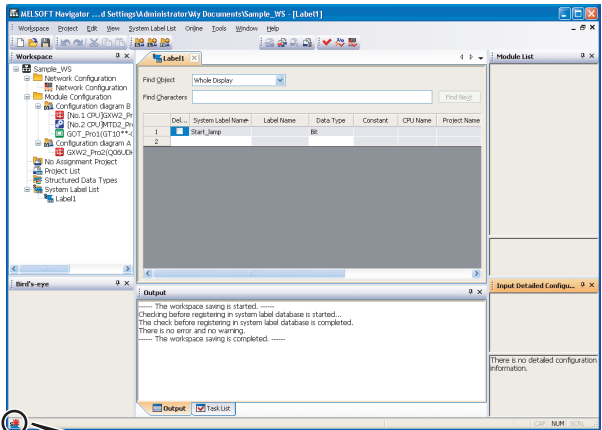 MELSOFT Navigator ...d Settings\Administrator\My Documents\Sample_WS - [Label1]
Workspace Project Edit View System Label List Online Tools Window Help
Workspace
Sample_WS
Network Configuration
Network Configuration
Module Configuration
Configuration diagram B
[No.1 CPU]GXW2_Pr
[No.2 CPU]MTD2_Pr
GOT_Pro1(GT10**-(
Configuration diagram A
GXW2_Pro2(Q06UDH
No Assignment Project
Project List
Structured Data Types
System Label List
Label1
Label1
Find Object Whole Display
Find Characters Find Next
Del... System Label Name Label Name Data Type Constant CPU Name Project Name
1 Start_lamp Bit
2
Module List
Bird's-eye
Output
------ The workspace saving is started. ------
Checking before registering in system label database is started...
The check before registering in system label database is completed.
There is no error and no warning.
------ The workspace saving is completed. ------
Output Task List
Input Detailed Configu...
There is no detailed configuration
information.
CAP NUM SCRL